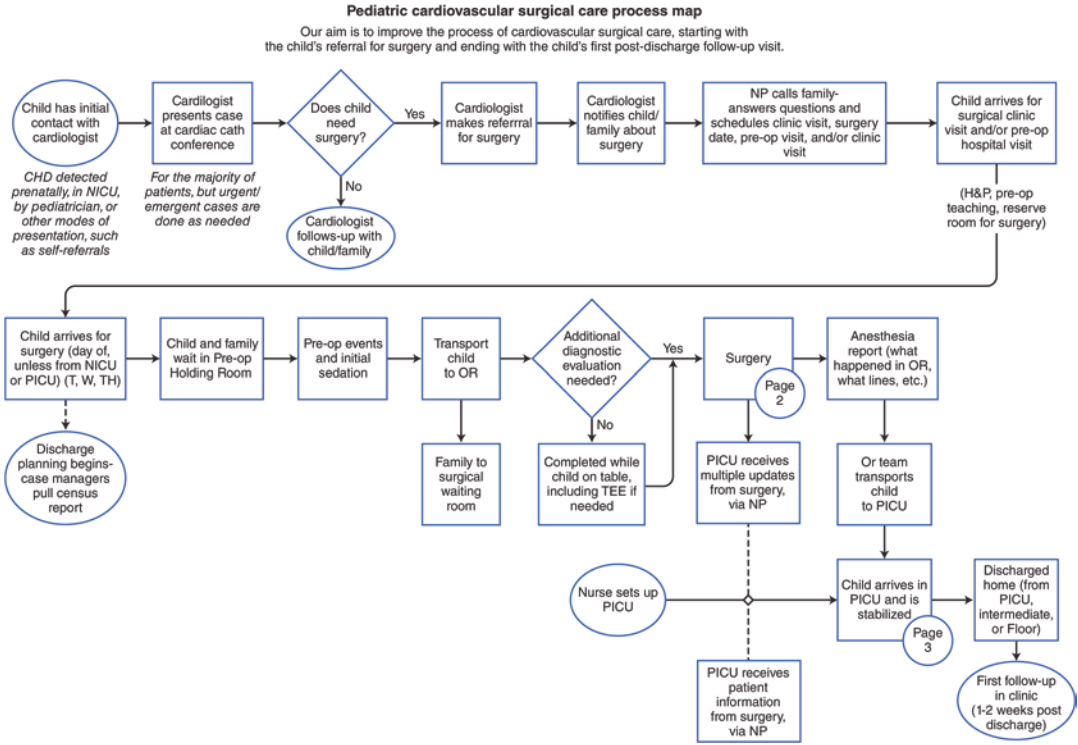 Pediatric cardiovascular surgical care process map
Our aim is to improve the process of cardiovascular surgical care, starting with
the child's referral for surgery and ending with the child's first post-discharge follow-up visit.
Child has initial
contact with
cardiologist
CHD detected
prenatally, in NICU,
by pediatrician, or
other modes of
presentation, such
as self-referrals
Cardilogist
presents case
at cardiac cath
conference
For the majority of
patients, but urgent/
emergent cases are
done as needed
Does child
need
surgery?
Yes
No
Cardiologist
follows-up with
child/family
Cardiologist
makes referrral
for surgery
Cardiologist
notifies child/
family about
surgery
NP calls family-
answers questions and
schedules clinic visit, surgery
date, pre-op visit, and/or clinic
visit
Child arrives for
surgical clinic
visit and/or pre-op
hospital visit
(H&P, pre-op
teaching, reserve
room for surgery)
Child arrives for
surgery (day of,
unless from NICU
or PICU) (T, W, TH)
Discharge
planning begins-
case managers
pull census
report
Child and family
wait in Pre-op
Holding Room
Pre-op events
and initial
sedation
Transport
child
to OR
Family to
surgical
waiting
room
Additional
diagnostic
evaluation
needed?
Yes
No
Completed while
child on table,
including TEE if
needed
Surgery
Page
2
Anesthesia
report (what
happened in OR,
what lines, etc.)
PICU receives
multiple updates
from surgery,
via NP
Or team
transports
child
to PICU
Nurse sets up
PICU
Child arrives in
PICU and is
stabilized
Page
3
Discharged
home (from
PICU,
intermediate,
or Floor)
PICU receives
patient
information
from surgery,
via NP
First follow-up
in clinic
(1-2 weeks post
discharge)